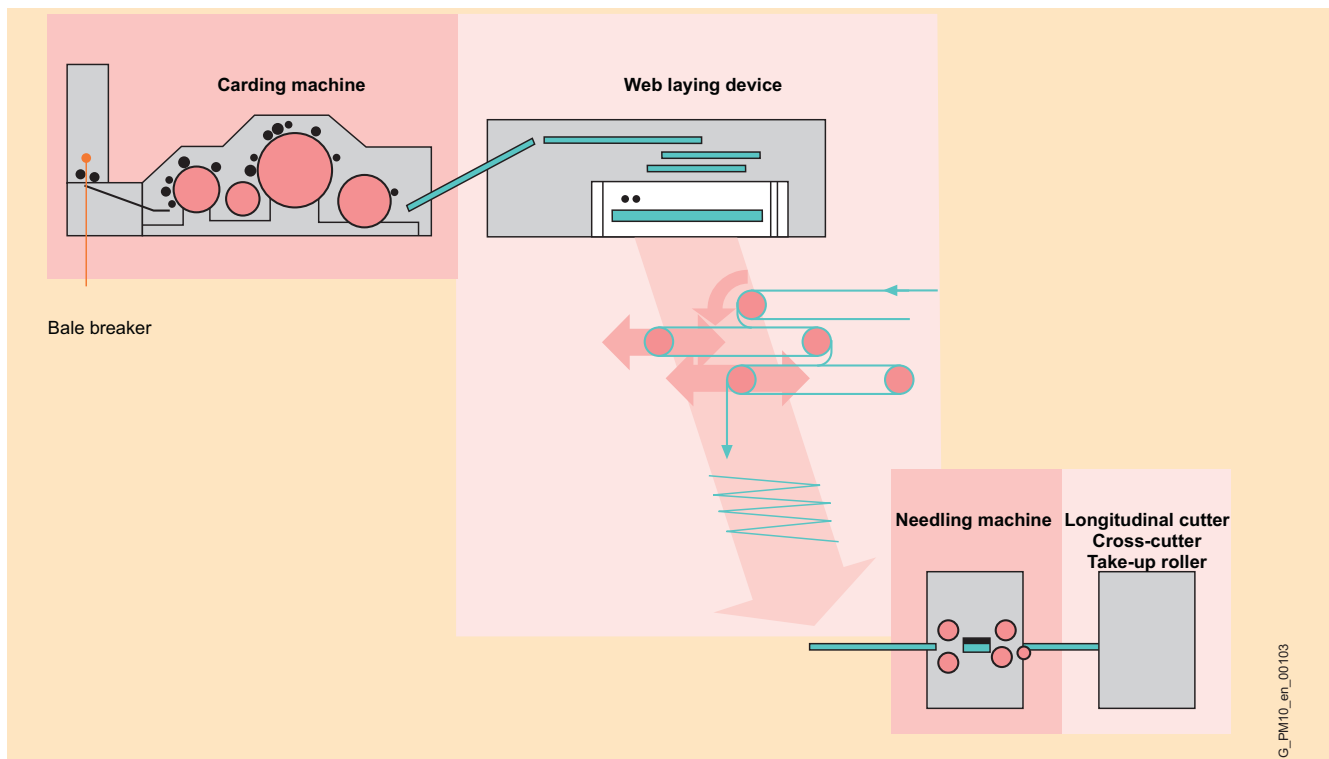 Carding machine
Web laying device
Bale breaker
Needling machine
Longitudinal cutter
Cross-cutter
Take-up roller
G_PM10_en_00103